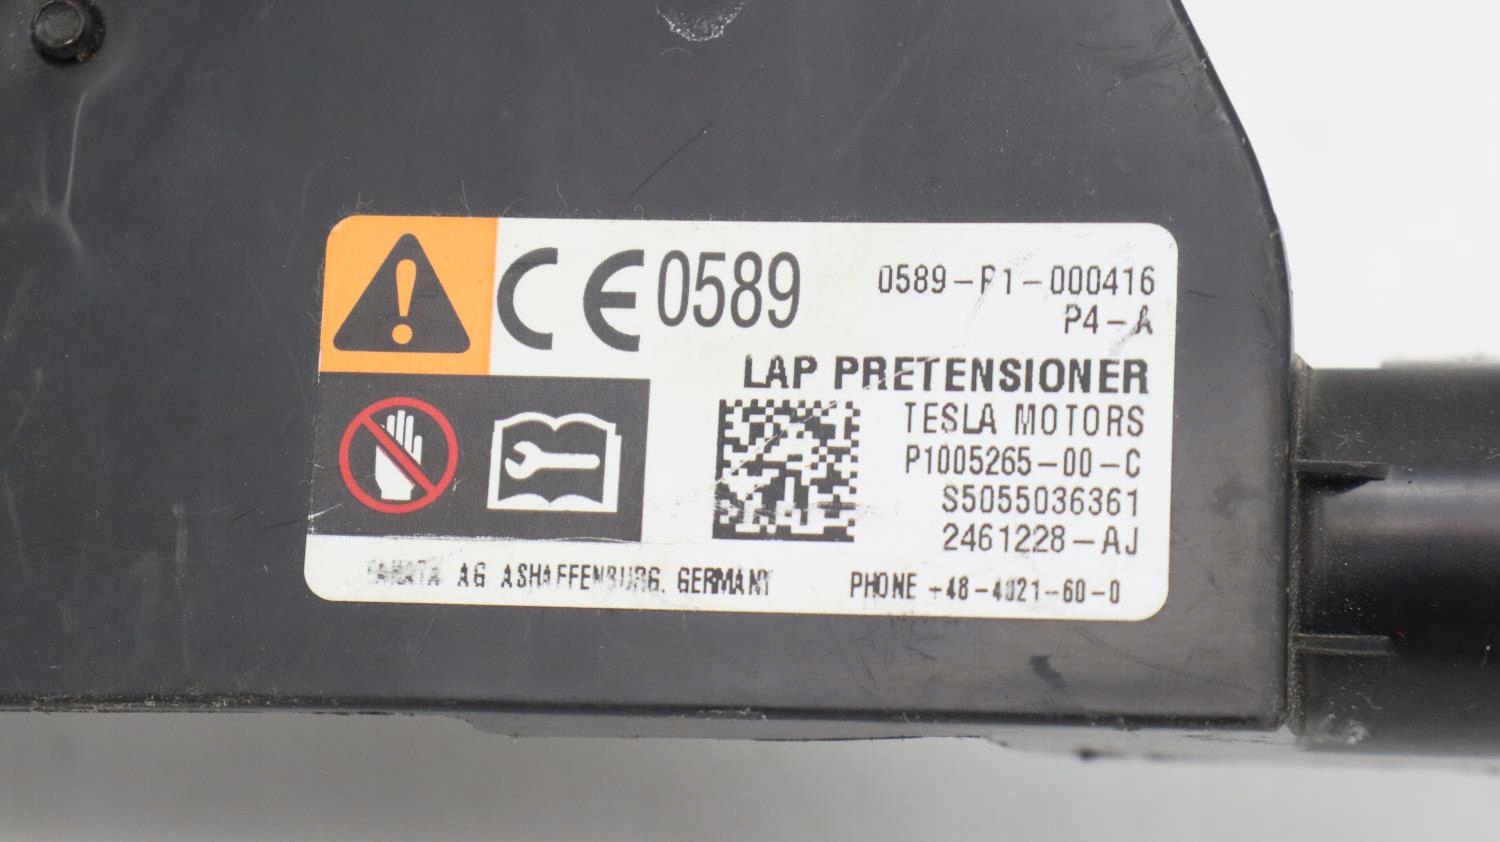 CE 0589
0589-P1-000416
P4-A
LAP PRETENSIONER
TESLA MOTORS
P1005265-00-C
S5055036361
2461228-AJ
AG ASHAFFENBURG, GERMANY PHONE +48-4021-60-0